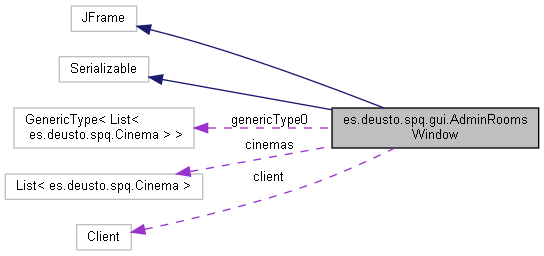 JFrame
Serializable
GenericType< List<
es.deusto.spq.Cinema > >
genericType0
es.deusto.spq.gui.AdminRooms
Window
cinemas
List< es.deusto.spq.Cinema >
client
Client